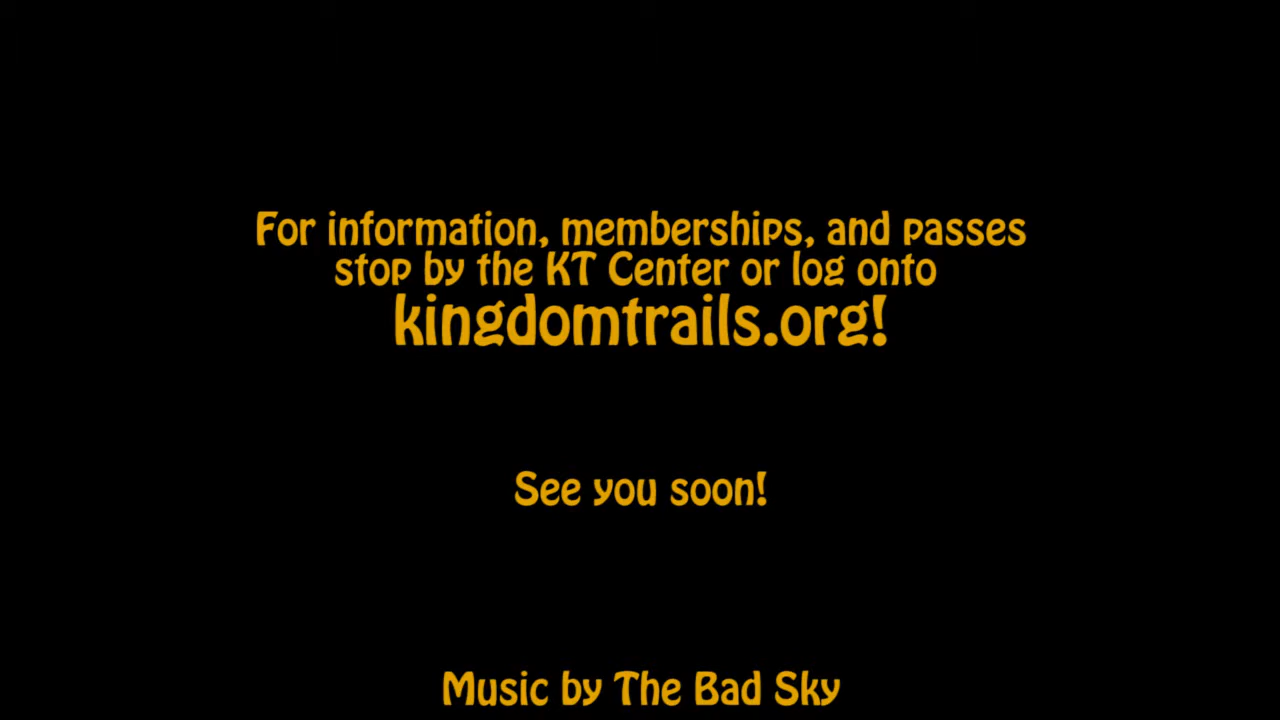 For information, memberships, and passes
stop by the KT Center or log onto
kingdomtrails.org!
See you soon!
Music by The Bad Sky